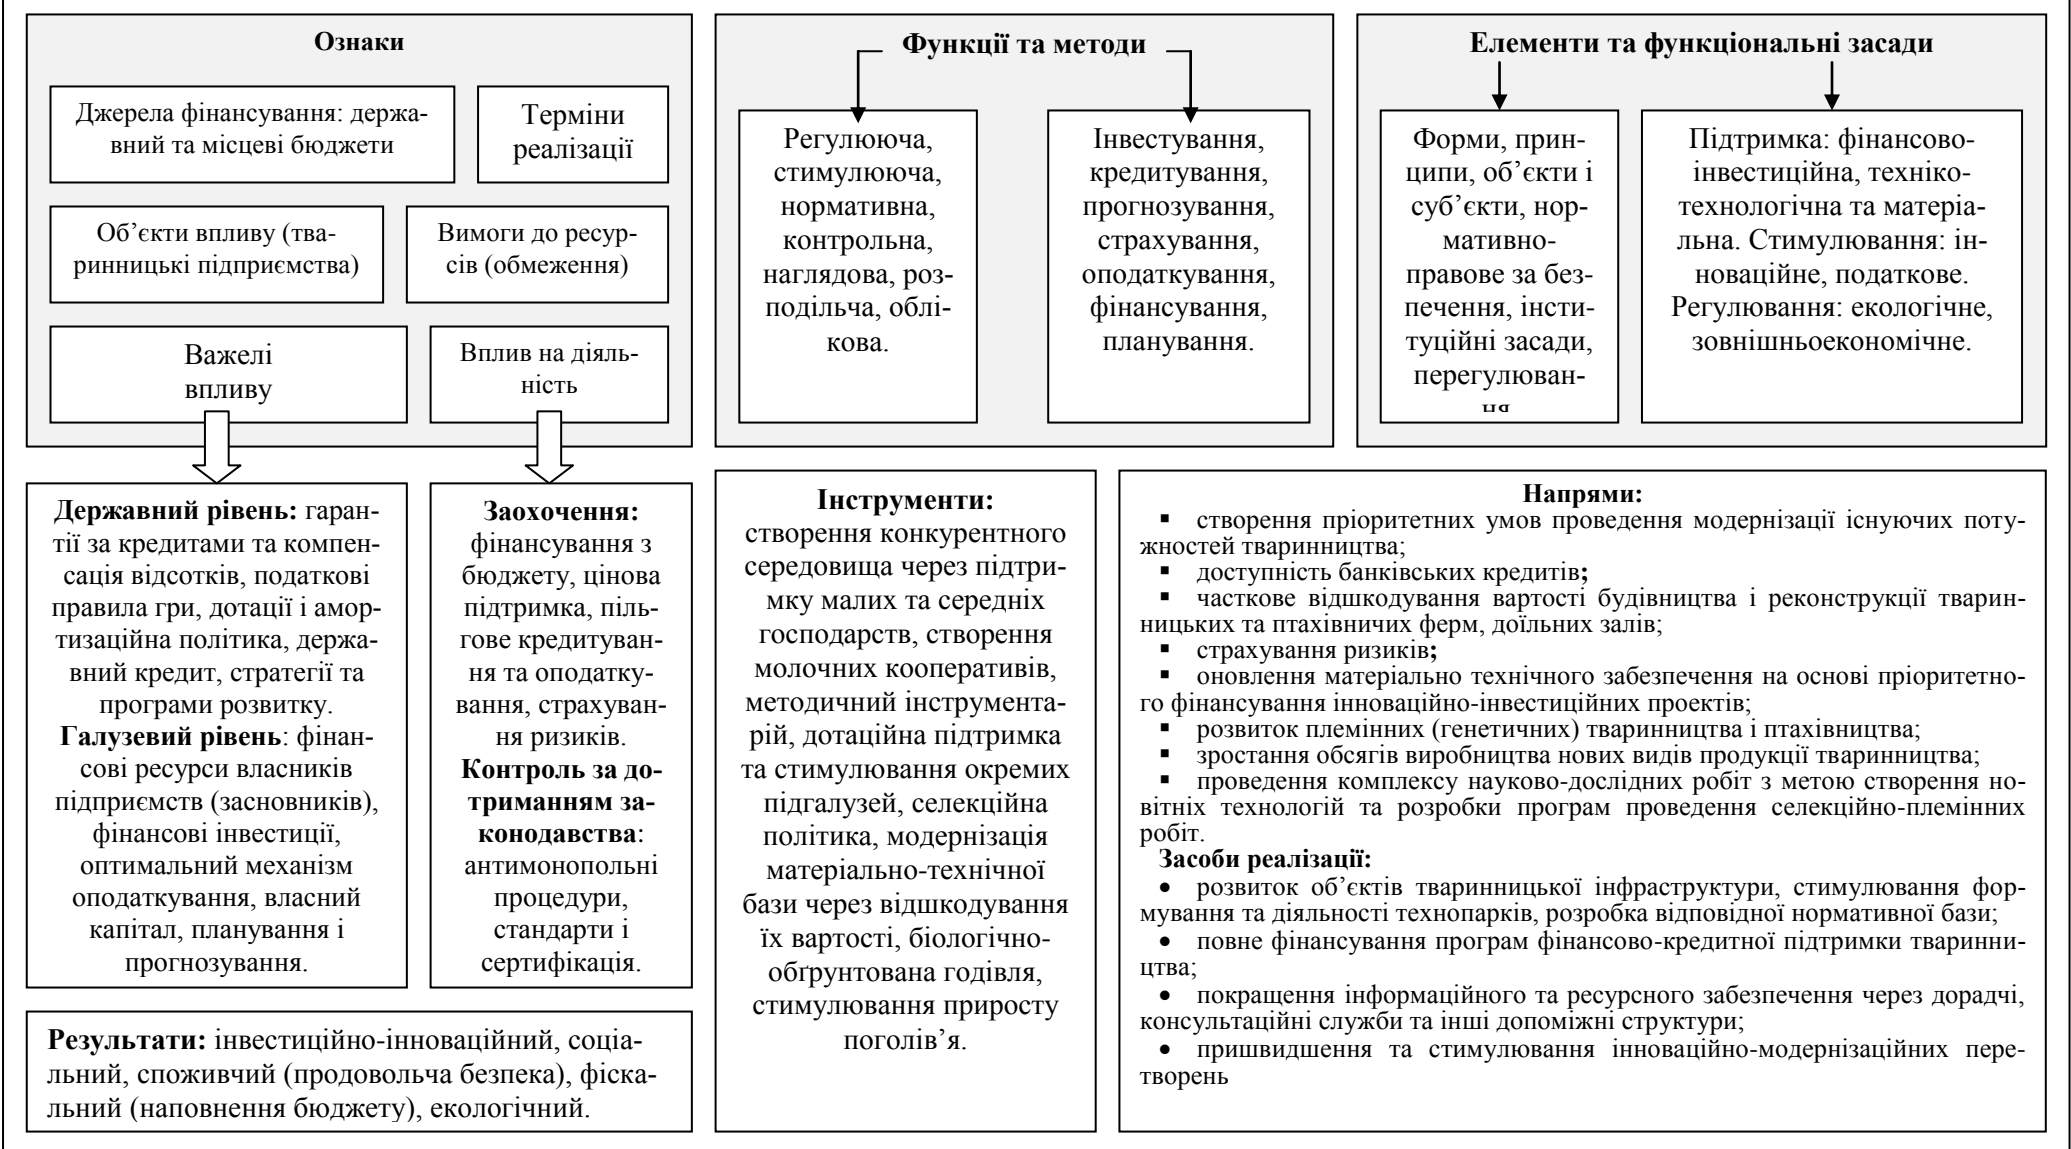 Ознаки
Джерела фінансування: держа-
вний та місцеві бюджети
Терміни
реалізації
Об’єкти впливу (тва-
ринницькі підприємства)
Вимоги до ресур-
сів (обмеження)
Важелі
впливу
Вплив на діяль-
ність
Функції та методи
Регулююча,
стимулююча,
нормативна,
контрольна,
наглядова, роз-
подільча, облі-
кова.
Інвестування,
кредитування,
прогнозування,
страхування,
оподаткування,
фінансування,
планування.
Елементи та функціональні засади
Форми, прин-
ципи, об’єкти і
суб’єкти, нор-
мативно-
правове за без-
печення, інсти-
туційні засади,
перегулюван-
ня
Підтримка: фінансово-
інвестиційна, техніко-
технологічна та матеріа-
льна. Стимулювання: ін-
новаційне, податкове.
Регулювання: екологічне,
зовнішньоекономічне.
Державний рівень: гаран-
тії за кредитами та компен-
сація відсотків, податкові
правила гри, дотації і амор-
тизаційна політика, держа-
вний кредит, стратегії та
програми розвитку.
Галузевий рівень: фінан-
сові ресурси власників
підприємств (засновників),
фінансові інвестиції,
оптимальний механізм
оподаткування, власний
капітал, планування і
прогнозування.
Заохочення:
фінансування з
бюджету, цінова
підтримка, піль-
гове кредитуван-
ня та оподатку-
вання, страхуван-
ня ризиків.
Контроль за до-
триманням за-
конодавства:
антимонопольні
процедури,
стандарти і
сертифікація.
Результати: інвестиційно-інноваційний, соціа-
льний, споживчий (продовольча безпека), фіска-
льний (наповнення бюджету), екологічний.
Інструменти:
створення конкурентного
середовища через підтри-
мку малих та середніх
господарств, створення
молочних кооперативів,
методичний інструмента-
рій, дотаційна підтримка
та стимулювання окремих
підгалузей, селекційна
політика, модернізація
матеріально-технічної
бази через відшкодування
їх вартості, біологічно-
обґрунтована годівля,
стимулювання приросту
поголів’я.
Напрями:
▪ створення пріоритетних умов проведення модернізації існуючих поту-
жностей тваринництва;
▪ доступність банківських кредитів;
▪ часткове відшкодування вартості будівництва і реконструкції тварин-
ницьких та птахівничих ферм, доїльних залів;
▪ страхування ризиків;
▪ оновлення матеріально технічного забезпечення на основі пріоритетно-
го фінансування інноваційно-інвестиційних проектів;
▪ розвиток племінних (генетичних) тваринництва і птахівництва;
▪ зростання обсягів виробництва нових видів продукції тваринництва;
▪ проведення комплексу науково-дослідних робіт з метою створення но-
вітніх технологій та розробки програм проведення селекційно-племінних
робіт.
Засоби реалізації:
• розвиток об’єктів тваринницької інфраструктури, стимулювання фор-
мування та діяльності технопарків, розробка відповідної нормативної бази;
• повне фінансування програм фінансово-кредитної підтримки тваринни-
цтва;
• покращення інформаційного та ресурсного забезпечення через дорадчі,
консультаційні служби та інші допоміжні структури;
• пришвидшення та стимулювання інноваційно-модернізаційних пере-
творень